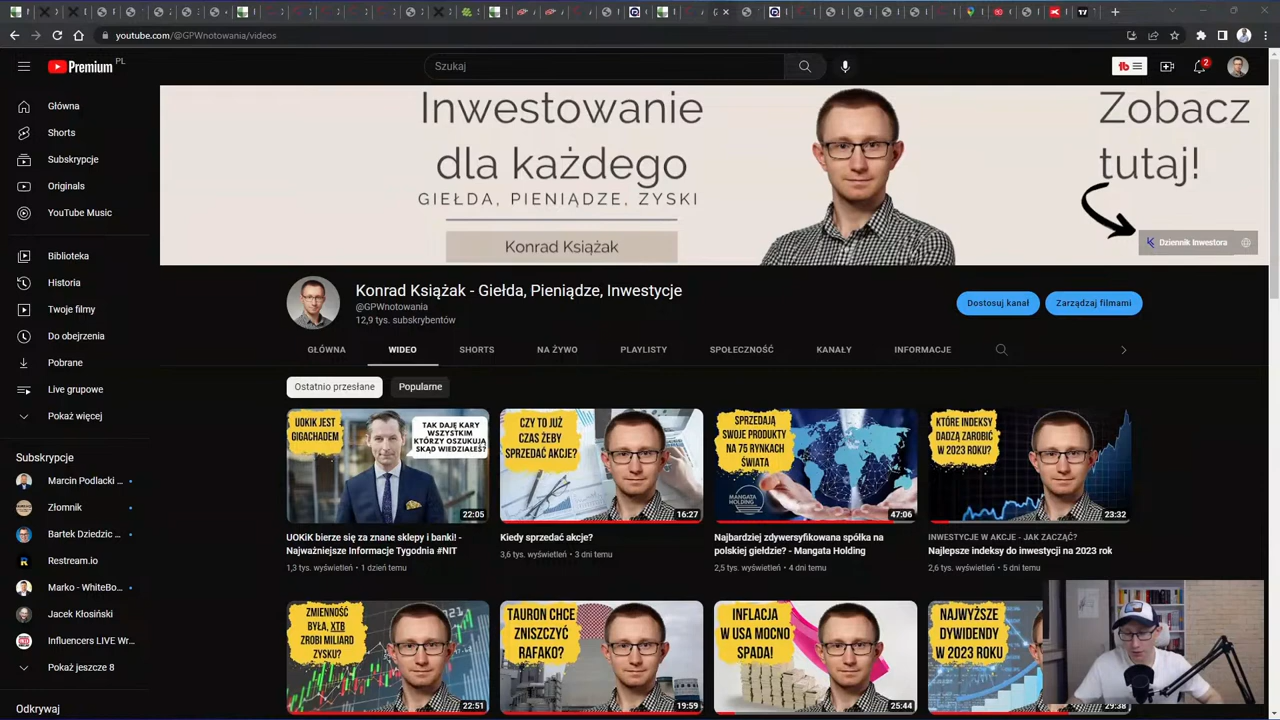 youtube.com/@GPWnotowania/videos
Premium PL
Szukaj
2
Główna
Shorts
Subskrypcje
Originals
YouTube Music
Biblioteka
Historia
Twoje filmy
Do obejrzenia
Pobrane
Live grupowe
Pokaż więcej
Subskrypcje
Marcin Podlacki ...
Złomnik
Bartek Dziedzic ...
Restream.io
Marko - WhiteBo...
Jacek Kłosiński
Influencers LIVE Wr...
Pokaż jeszcze 8
Odkrywaj
Inwestowanie
dla każdego
GIEŁDA, PIENIĄDZE, ZYSKI
Konrad Książak
Zobacz
tutaj!
Dziennik Inwestora
Konrad Książak - Giełda, Pieniądze, Inwestycje
@GPWnotowania
12,9 tys. subskrybentów
Dostosuj kanał
Zarządzaj filmami
GŁÓWNA
WIDEO
SHORTS
NA ŻYWO
PLAYLISTY
SPOŁECZNOŚĆ
KANAŁY
INFORMACJE
Ostatnio przesłane
Popularne
UOKIK JEST
GIGACHADEM
TAK DAJĘ KARY
WSZYSTKIM
KTÓRZY OSZUKUJĄ
SKĄD WIEDZIAŁEŚ?
22:05
UOKiK bierze się za znane sklepy i banki! -
Najważniejsze Informacje Tygodnia #NIT
1,3 tys. wyświetleń • 1 dzień temu
CZY TO JUŻ
CZAS ŻEBY
SPRZEDAĆ AKCJE?
16:27
Kiedy sprzedać akcje?
3,6 tys. wyświetleń • 3 dni temu
SPRZEDAJĄ
SWOJE PRODUKTY
NA 75 RYNKACH
ŚWIATA
MANGATA
HOLDING
47:06
Najbardziej zdywersyfikowana spółka na
polskiej giełdzie? - Mangata Holding
2,5 tys. wyświetleń • 4 dni temu
KTÓRE INDEKSY
DADZĄ ZAROBIĆ
W 2023 ROKU?
23:32
INWESTYCJE W AKCJE - JAK ZACZĄĆ?
Najlepsze indeksy do inwestycji na 2023 rok
2,6 tys. wyświetleń • 5 dni temu
ZMIENNOŚĆ
BYŁA, XTB
ZROBI MILIARD
ZYSKU?
22:51
TAURON CHCE
ZNISZCZYĆ
RAFAKO?
19:59
INFLACJA
W USA MOCNO
SPADA!
25:44
NAJWYŻSZE
DYWIDENDY
W 2023 ROKU
29:38